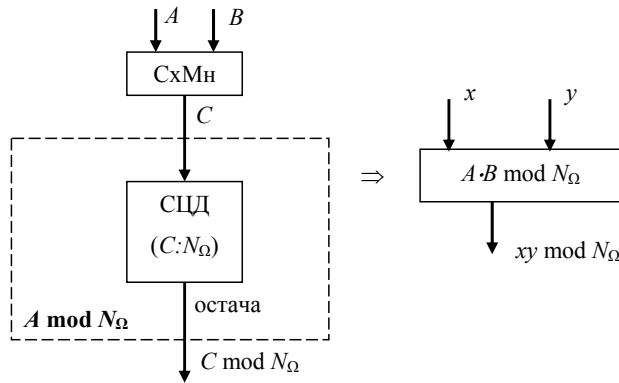 A B
СхМн
C
x y
⇒
A·B mod NΩ
СЦД
(C:NΩ)
xy mod NΩ
остача
A mod NΩ
C mod NΩ